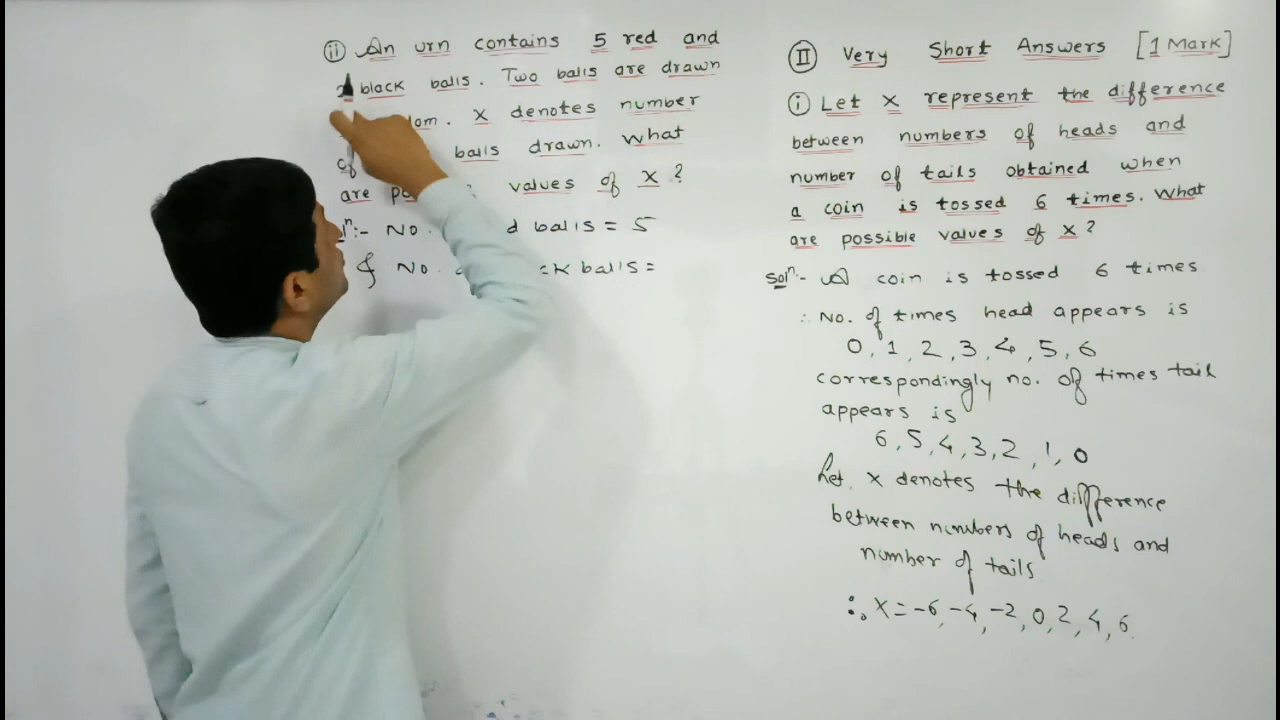 (ii) An urn contains 5 red and
black balls. Two balls are drawn
X denotes number
balls drawn. What
are values of X ?
No. balls = 5
& No. balls =
(II) Very Short Answers [1 Mark]
(i) Let X represent the difference
between numbers of heads and
number of tails obtained when
a coin is tossed 6 times. What
are possible values of X ?
Solⁿ:- A coin is tossed 6 times
∴ No. of times head appears is
0, 1, 2, 3, 4, 5, 6
correspondingly no. of times tail
appears is
6, 5, 4, 3, 2, 1, 0
Let, X denotes the difference
between numbers of heads and
number of tails
∴ X = -6, -4, -2, 0, 2, 4, 6.